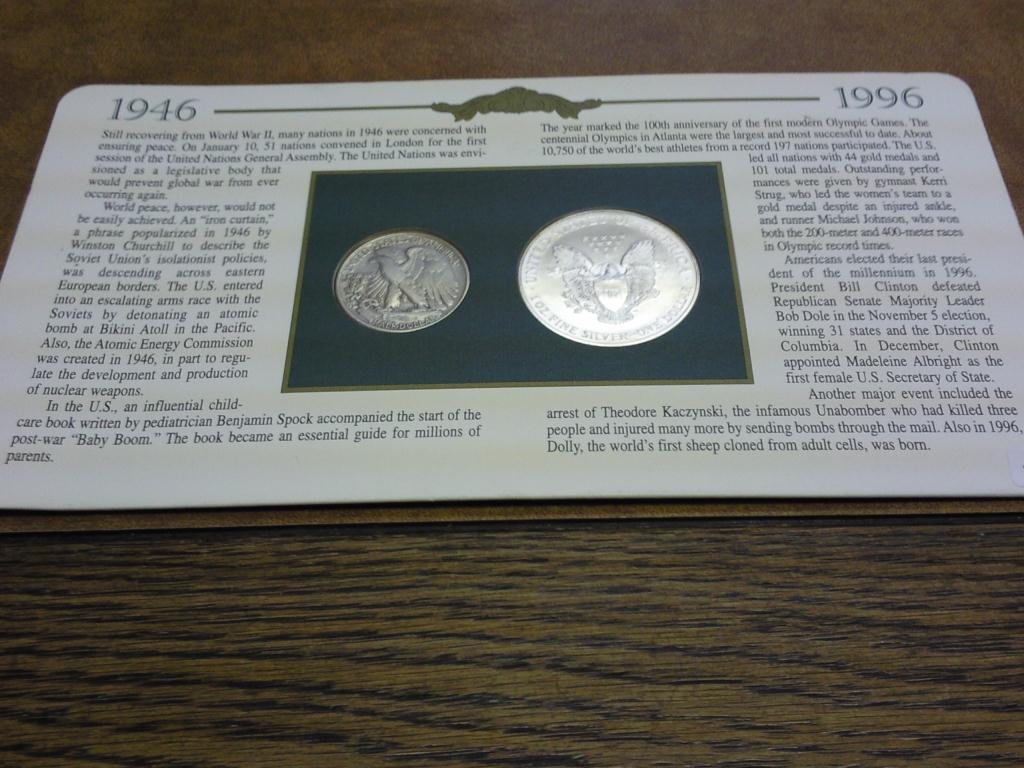 1946
Still recovering from World War II, many nations in 1946 were concerned with
ensuring peace. On January 10, 51 nations convened in London for the first
session of the United Nations General Assembly. The United Nations was envi-
sioned as a legislative body that
would prevent global war from ever
occurring again.
World peace, however, would not
be easily achieved. An "iron curtain,"
a phrase popularized in 1946 by
Winston Churchill to describe the
Soviet Union's isolationist policies,
was descending across eastern
European borders. The U.S. entered
into an escalating arms race with the
Soviets by detonating an atomic
bomb at Bikini Atoll in the Pacific.
Also, the Atomic Energy Commission
was created in 1946, in part to regu-
late the development and production
of nuclear weapons.
In the U.S., an influential child-
care book written by pediatrician Benjamin Spock accompanied the start of the
post-war "Baby Boom." The book became an essential guide for millions of
parents.
HALF DOLLAR
UNITED STATES OF AMERICA
1 OZ. FINE SILVER~ONE DOLLAR
1996
The year marked the 100th anniversary of the first modern Olympic Games. The
centennial Olympics in Atlanta were the largest and most successful to date. About
10,750 of the world's best athletes from a record 197 nations participated. The U.S.
led all nations with 44 gold medals and
101 total medals. Outstanding perfor-
mances were given by gymnast Kerri
Strug, who led the women's team to a
gold medal despite an injured ankle,
and runner Michael Johnson, who won
both the 200-meter and 400-meter races
in Olympic record times.
Americans elected their last presi-
dent of the millennium in 1996.
President Bill Clinton defeated
Republican Senate Majority Leader
Bob Dole in the November 5 election,
winning 31 states and the District of
Columbia. In December, Clinton
appointed Madeleine Albright as the
first female U.S. Secretary of State.
Another major event included the
arrest of Theodore Kaczynski, the infamous Unabomber who had killed three
people and injured many more by sending bombs through the mail. Also in 1996,
Dolly, the world's first sheep cloned from adult cells, was born.